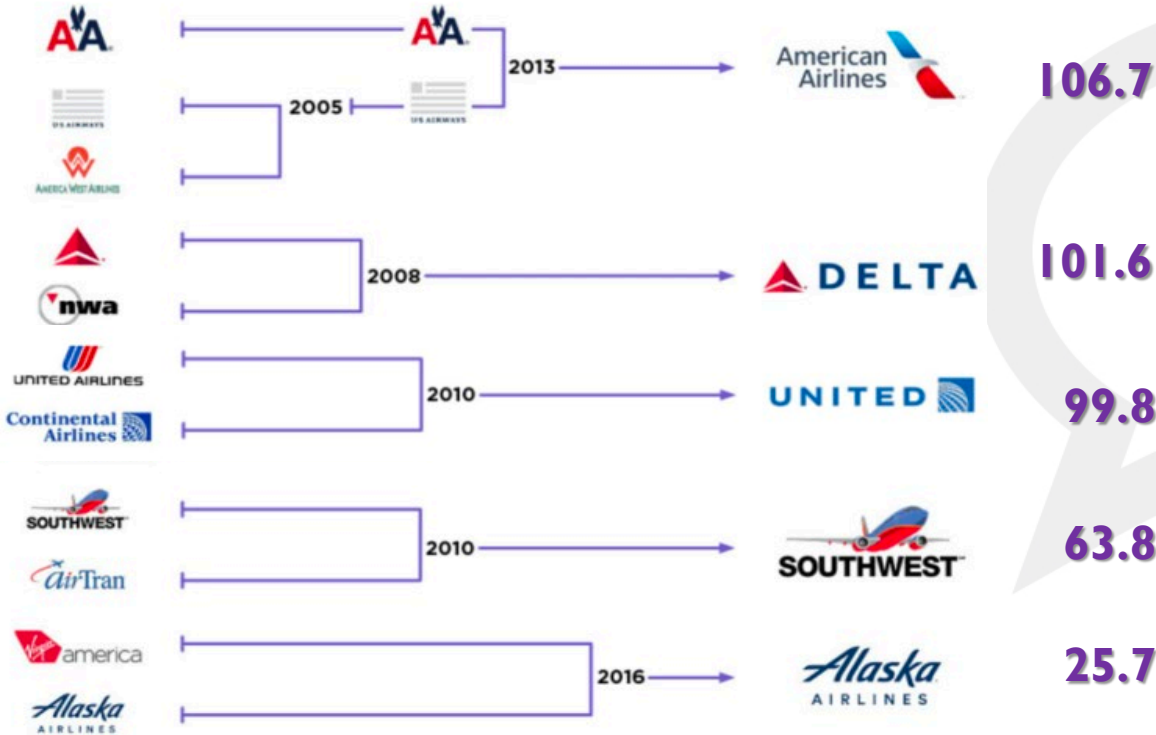 AA
AA
2013
American
Airlines
106.7
US AIRWAYS
2005
US AIRWAYS
AMERICA WEST AIRLINES
2008
DELTA
101.6
nwa
UNITED AIRLINES
2010
UNITED
99.8
Continental
Airlines
SOUTHWEST
2010
SOUTHWEST
63.8
airTran
Virgin america
2016
Alaska
AIRLINES
25.7
Alaska
AIRLINES